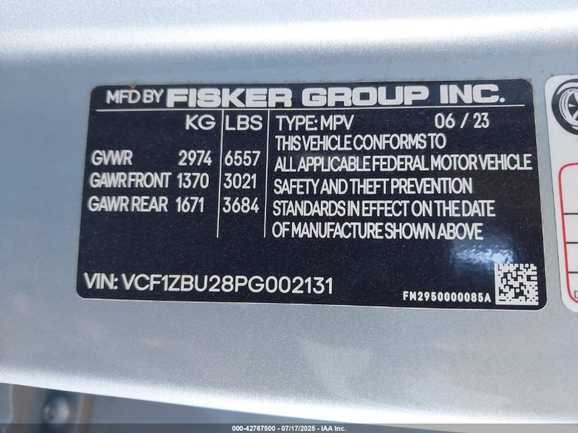 MFD BY FISKER GROUP INC.
KG LBS TYPE: MPV 06 / 23
GVWR 2974 6557
GAWR FRONT 1370 3021
GAWR REAR 1671 3684
THIS VEHICLE CONFORMS TO
ALL APPLICABLE FEDERAL MOTOR VEHICLE
SAFETY AND THEFT PREVENTION
STANDARDS IN EFFECT ON THE DATE
OF MANUFACTURE SHOWN ABOVE
VIN: VCF1ZBU28PG002131
FM2950000085A
000-42767500 - 07/17/2025 - IAA Inc.